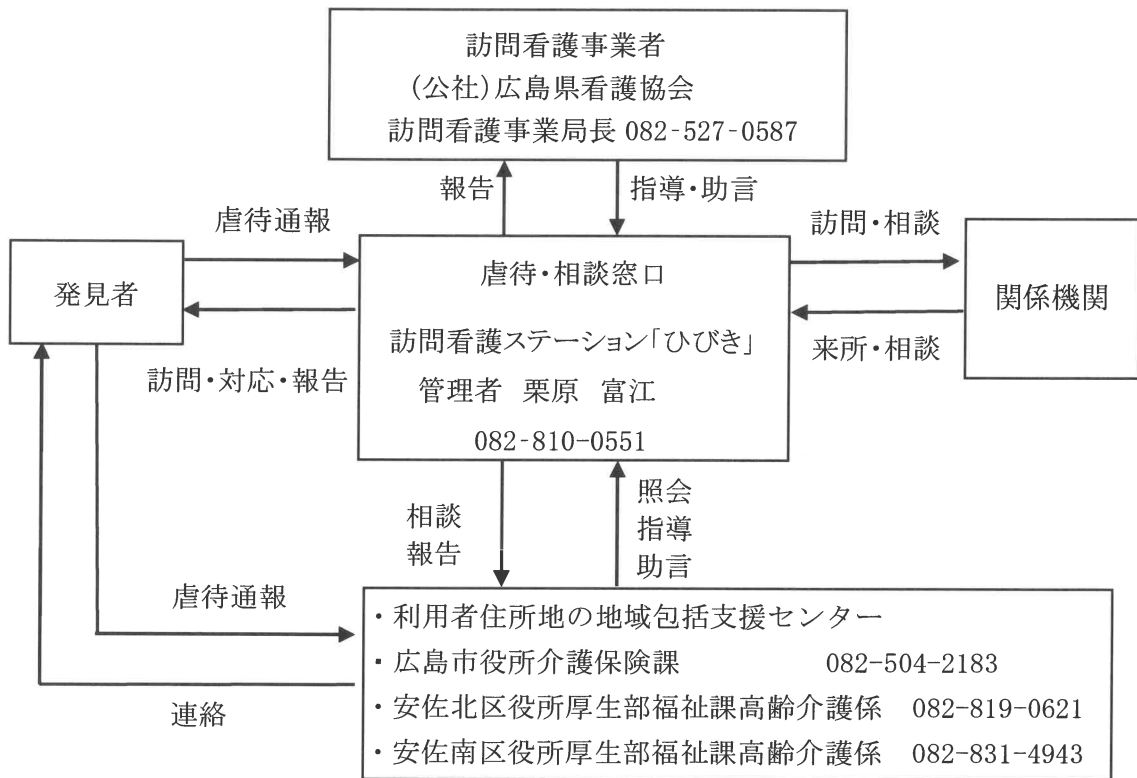 訪問看護事業者
(公社)広島県看護協会
訪問看護事業局長 082-527-0587
報告
指導・助言
虐待通報
訪問・相談
発見者
虐待・相談窓口
訪問看護ステーション「ひびき」
管理者 栗原 富江
082-810-0551
関係機関
訪問・対応・報告
来所・相談
相談
報告
照会
指導
助言
虐待通報
連絡
・利用者住所地の地域包括支援センター
・広島市役所介護保険課 082-504-2183
・安佐北区役所厚生部福祉課高齢介護係 082-819-0621
・安佐南区役所厚生部福祉課高齢介護係 082-831-4943